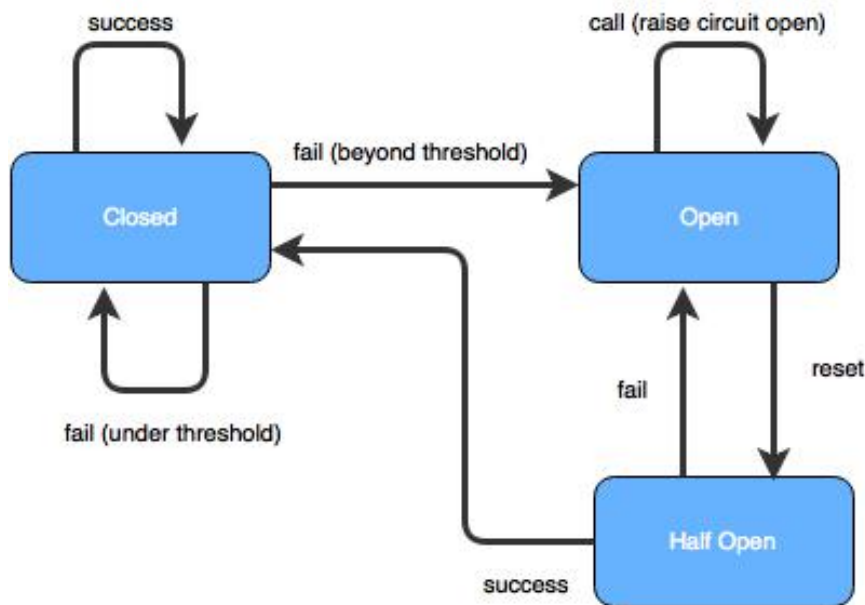 success
call (raise circuit open)
fail (beyond threshold)
Closed
Open
reset
fail
fail (under threshold)
Half Open
success